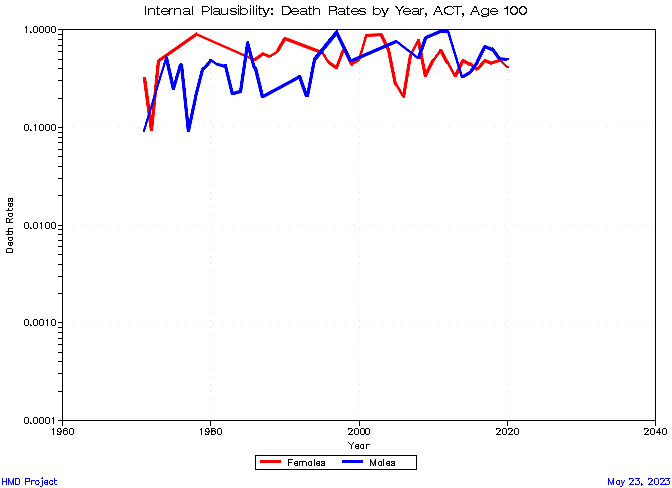 Internal Plausibility: Death Rates by Year, ACT, Age 100
1.0000
0.1000
0.0100
0.0010
0.0001
Death Rates
1960 1980 2000 2020 2040
Year
Females Males
HMD Project May 23, 2023